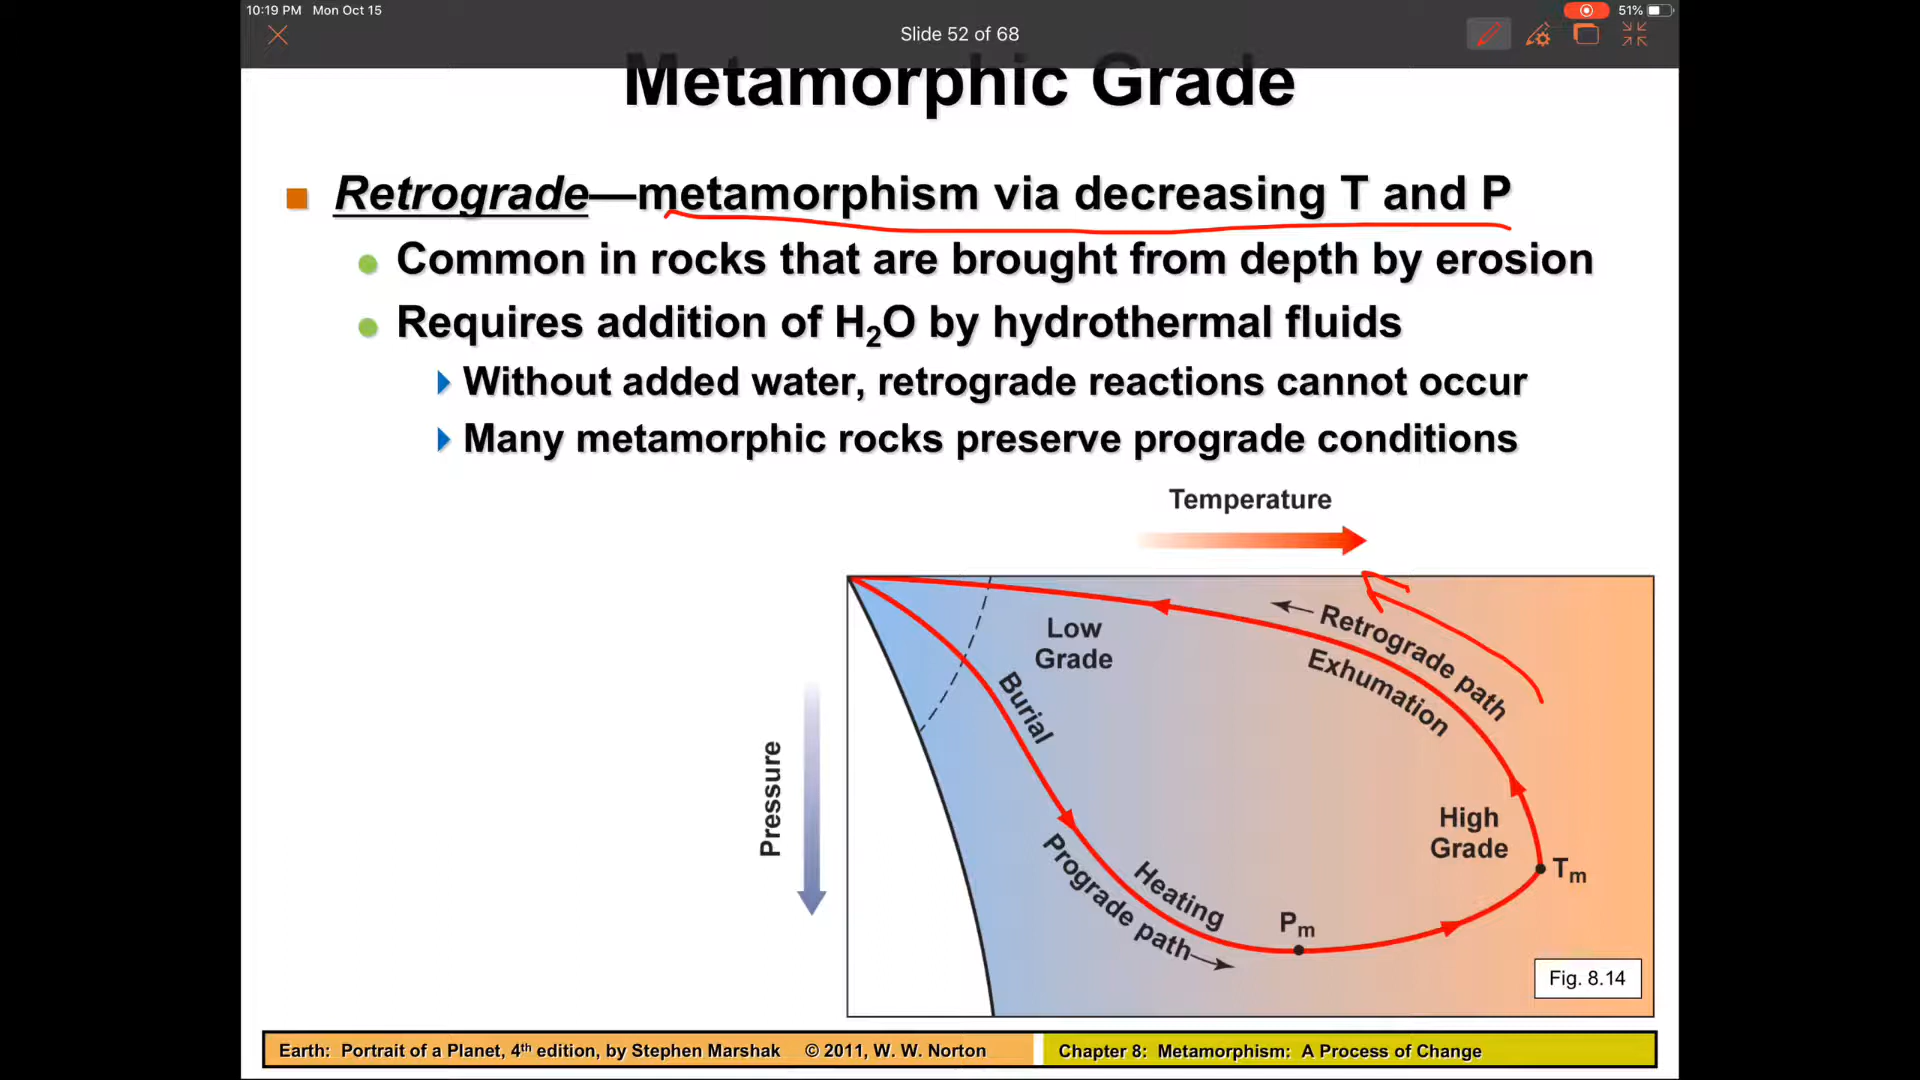 10:19 PM Mon Oct 15
51%
Slide 52 of 68
Metamorphic Grade
Retrograde—metamorphism via decreasing T and P
Common in rocks that are brought from depth by erosion
Requires addition of H₂O by hydrothermal fluids
Without added water, retrograde reactions cannot occur
Many metamorphic rocks preserve prograde conditions
Temperature
Pressure
Low
Grade
Retrograde path
Exhumation
Burial
High
Grade
Tm
Heating
Prograde path
Pm
Fig. 8.14
Earth: Portrait of a Planet, 4th edition, by Stephen Marshak © 2011, W. W. Norton
Chapter 8: Metamorphism: A Process of Change